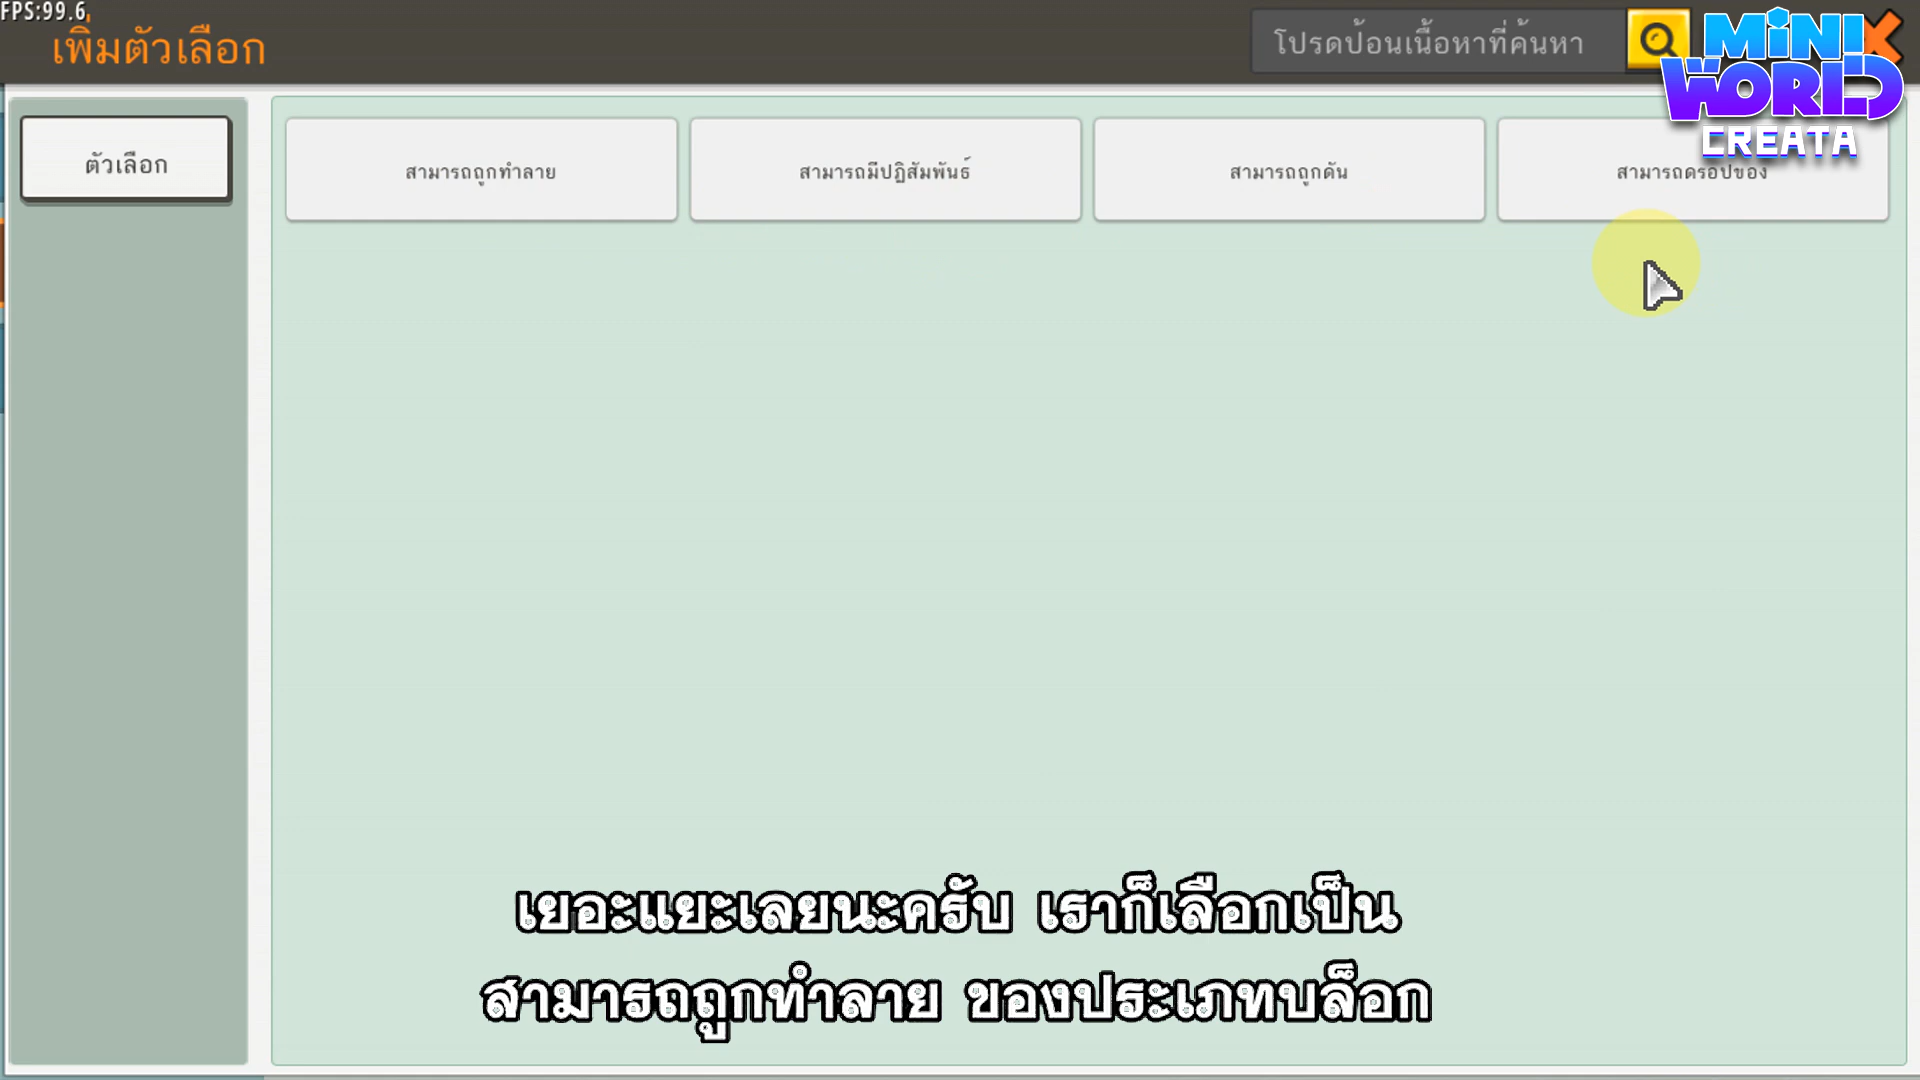 FPS:99.6
เพิ่มตัวเลือก
โปรดป้อนเนื้อหาที่ค้นหา
MINI WORLD CREATA
ตัวเลือก
สามารถถูกทำลาย
สามารถมีปฏิสัมพันธ์
สามารถถูกดัน
สามารถดรอปของ
เยอะแยะเลยนะครับ เราก็เลือกเป็น
สามารถถูกทำลาย ของประเภทบล็อก